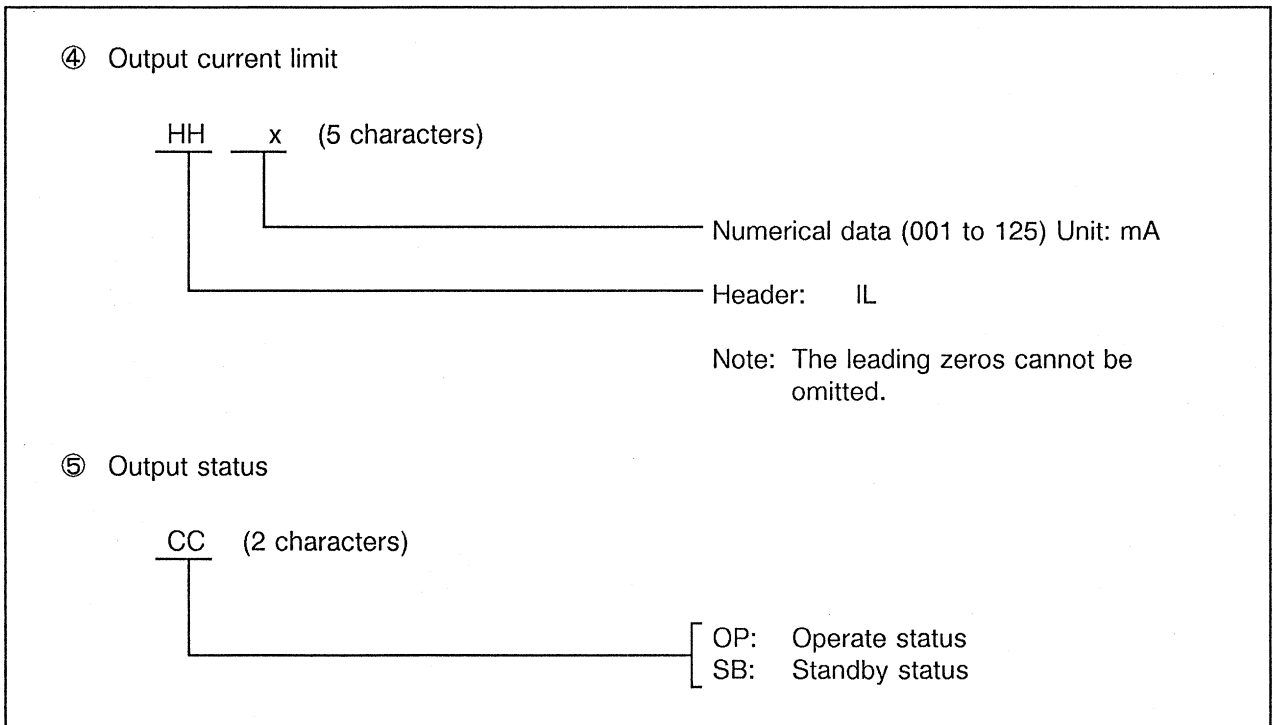 ④ Output current limit
HH x (5 characters)
Numerical data (001 to 125) Unit: mA
Header: IL
Note: The leading zeros cannot be
omitted.
⑤ Output status
CC (2 characters)
OP: Operate status
SB: Standby status